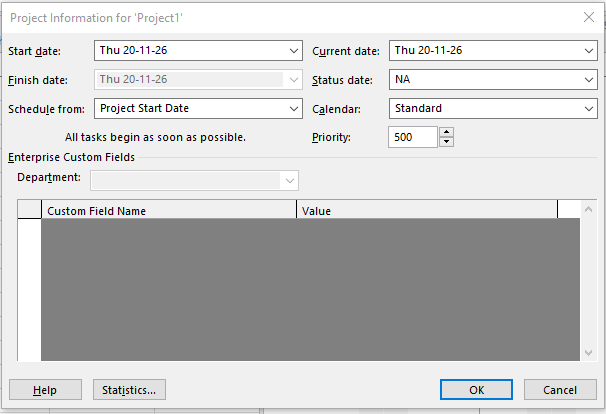 Project Information for 'Project1'
Start date: Thu 20-11-26 Current date: Thu 20-11-26
Finish date: Thu 20-11-26 Status date: NA
Schedule from: Project Start Date Calendar: Standard
All tasks begin as soon as possible. Priority: 500
Enterprise Custom Fields
Department:
Custom Field Name Value
Help Statistics... OK Cancel